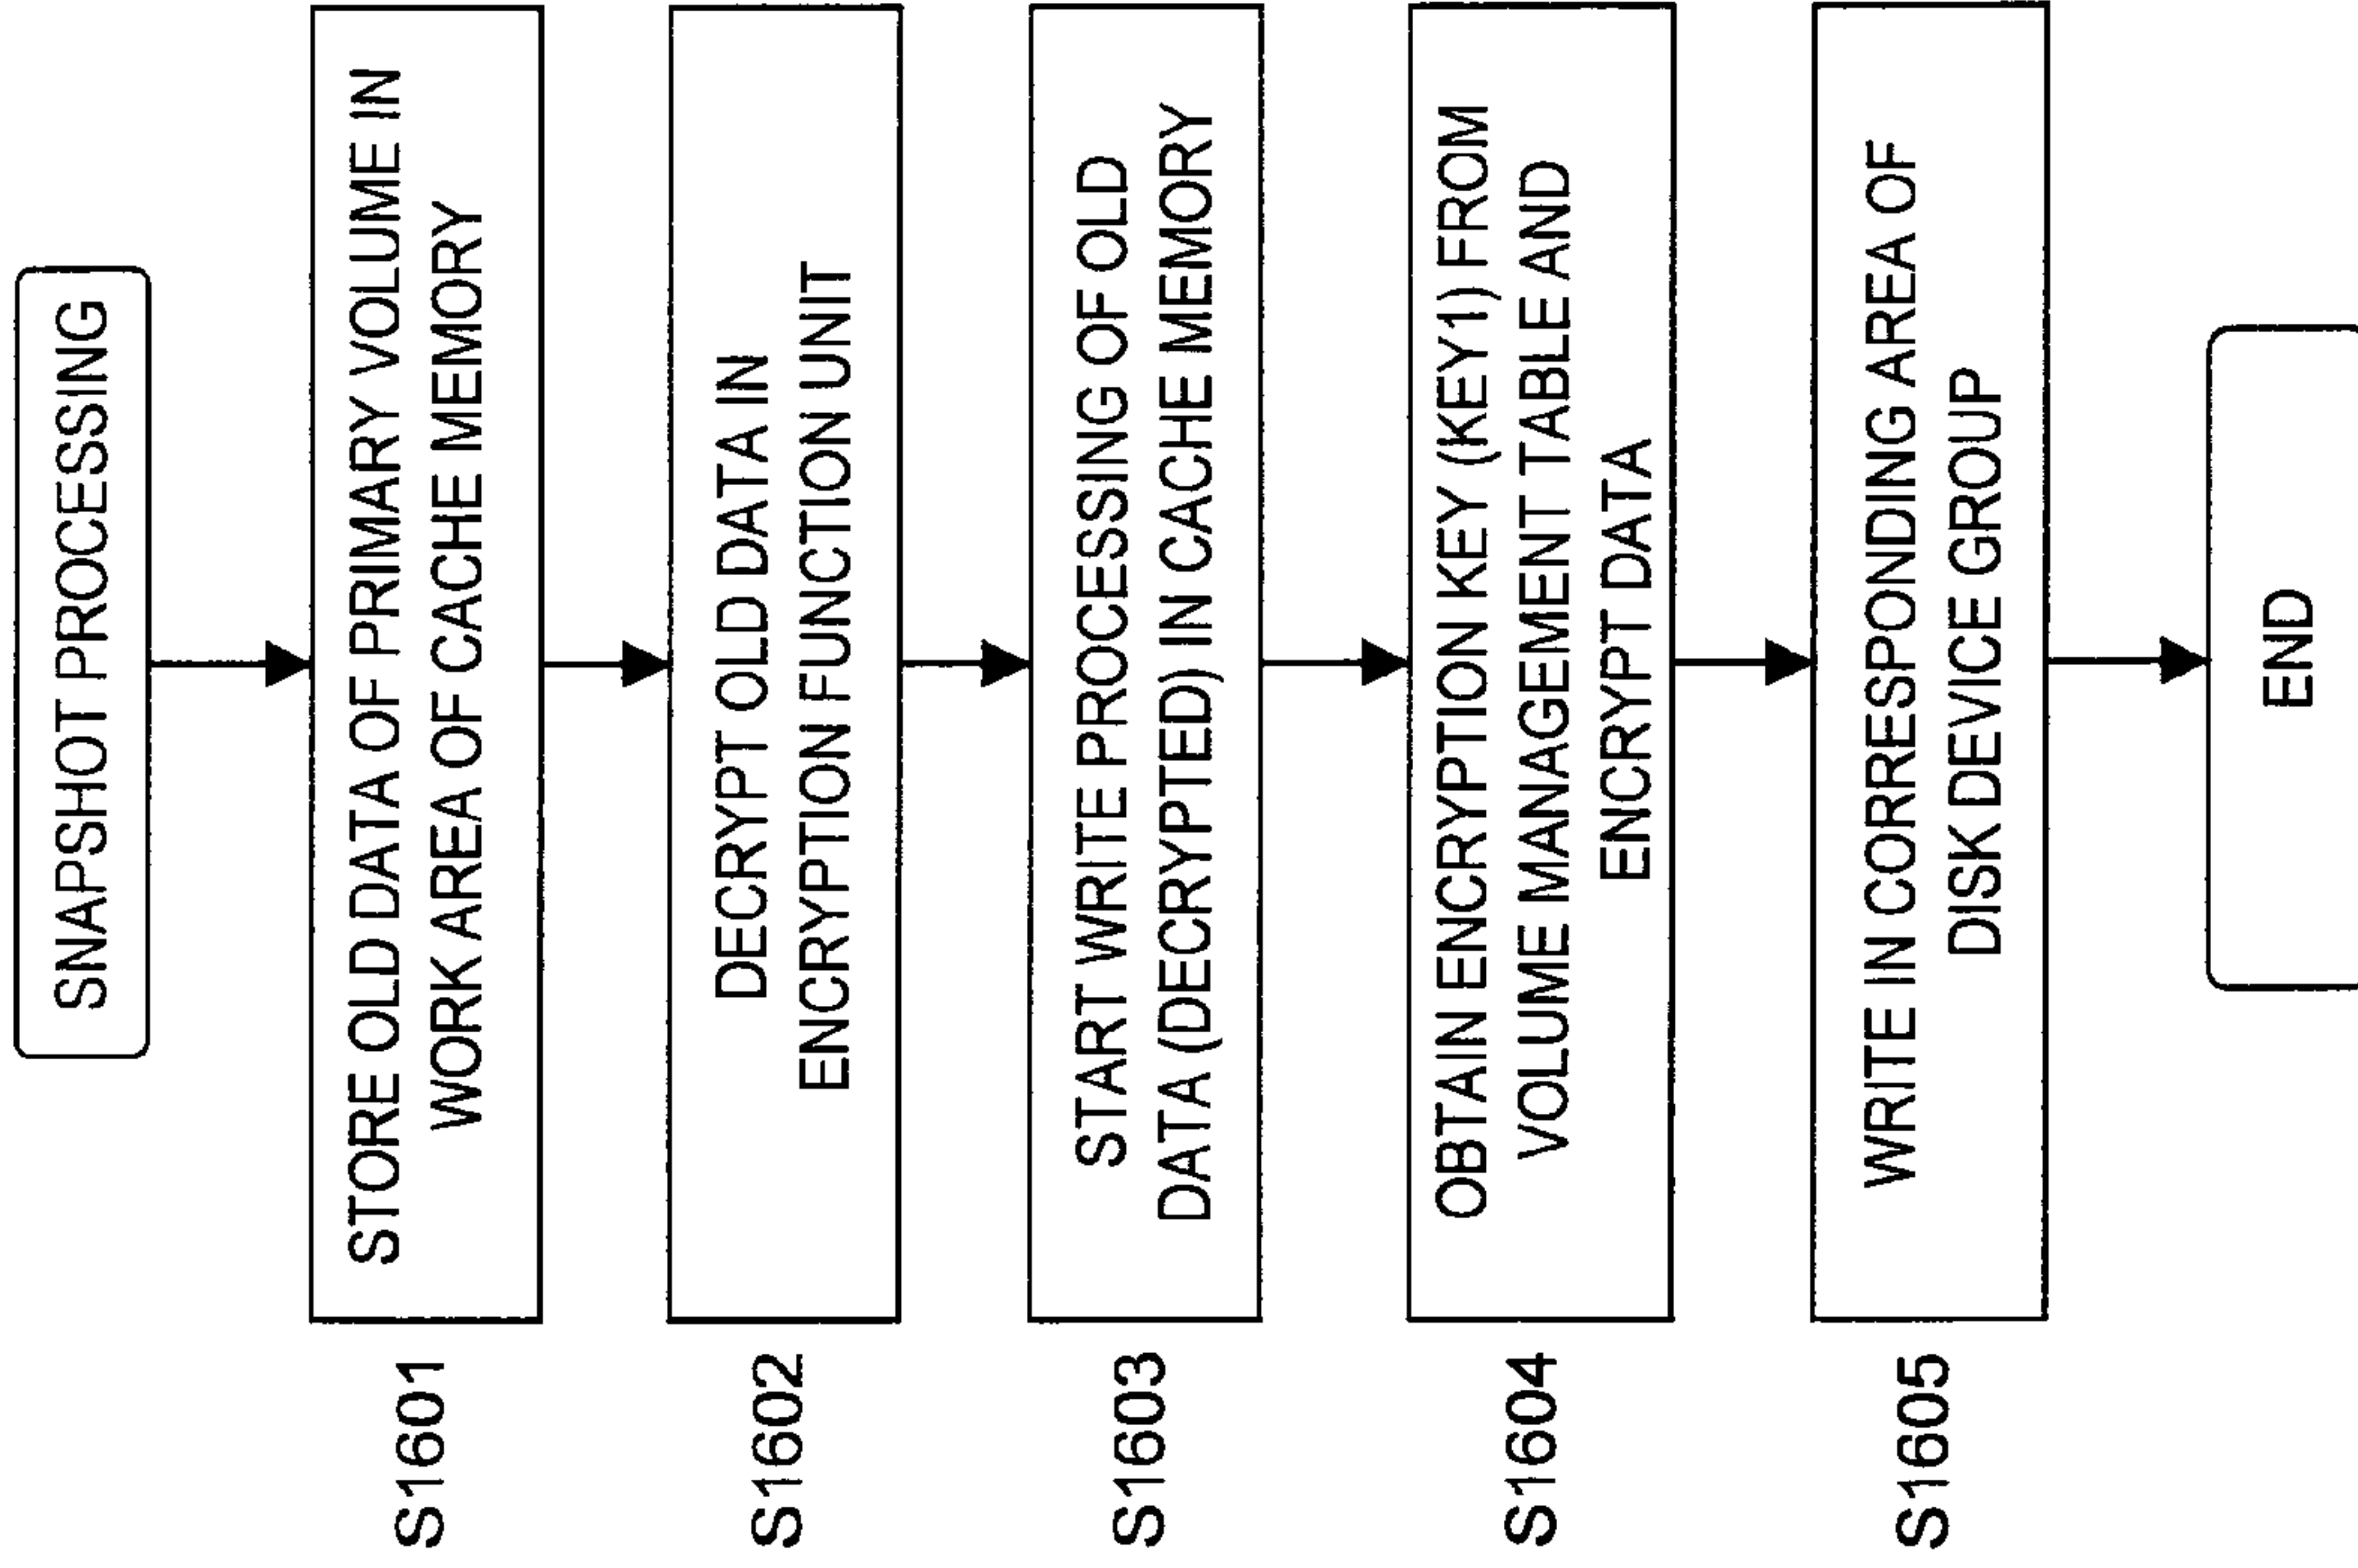 SNAPSHOT PROCESSING
S1601
STORE OLD DATA OF PRIMARY VOLUME IN
WORK AREA OF CACHE MEMORY
S1602
DECRYPT OLD DATA IN
ENCRYPTION FUNCTION UNIT
S1603
START WRITE PROCESSING OF OLD
DATA (DECRYPTED) IN CACHE MEMORY
S1604
OBTAIN ENCRYPTION KEY (KEY1) FROM
VOLUME MANAGEMENT TABLE AND
ENCRYPT DATA
S1605
WRITE IN CORRESPONDING AREA OF
DISK DEVICE GROUP
END